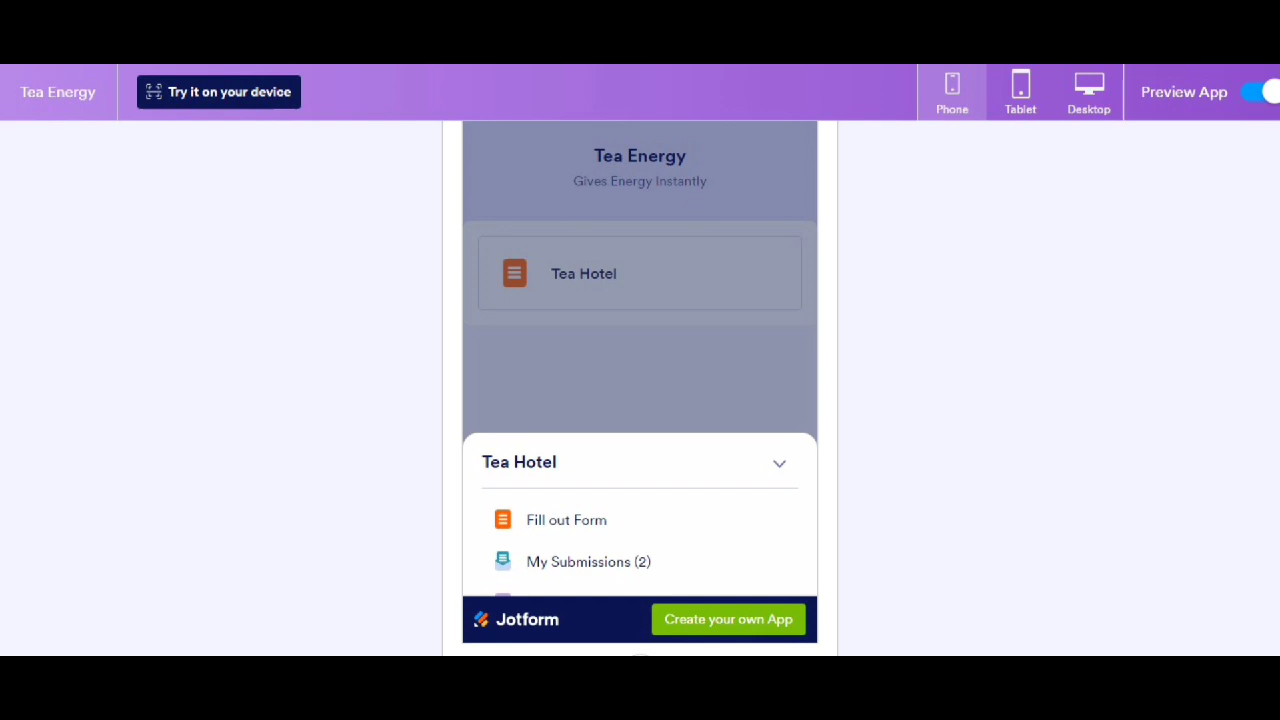 Tea Energy
Try it on your device
Phone
Tablet
Desktop
Preview App
Tea Energy
Gives Energy Instantly
Tea Hotel
Tea Hotel
Fill out Form
My Submissions (2)
Jotform
Create your own App